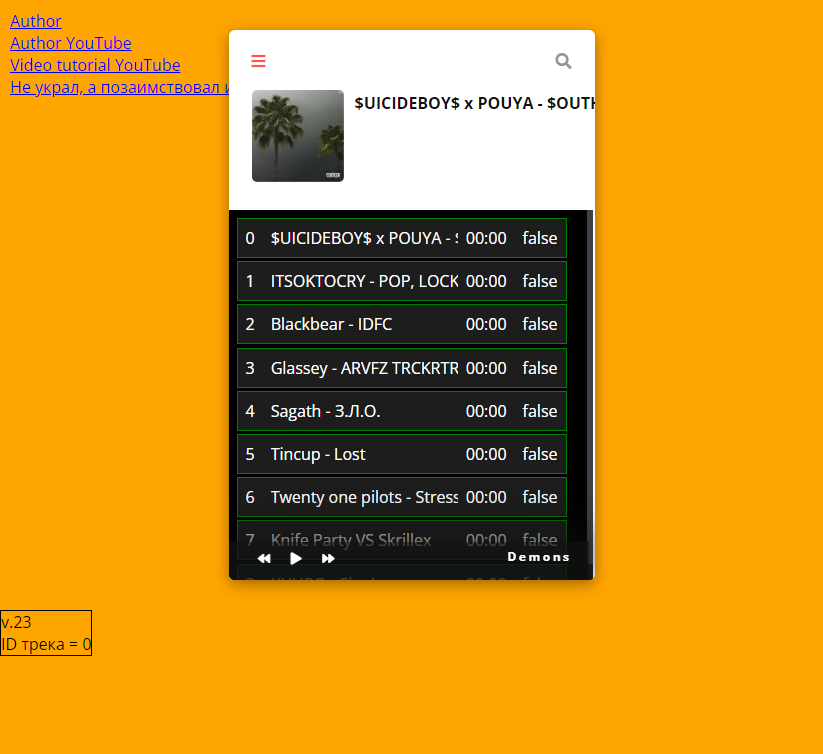 Author
Author YouTube
Video tutorial YouTube
Не украл, а позаимствовал и
$UICIDEBOY$ x POUYA - $OUTH
0 $UICIDEBOY$ x POUYA - $ 00:00 false
1 ITSOKTOCRY - POP, LOCK 00:00 false
2 Blackbear - IDFC 00:00 false
3 Glassey - ARVFZ TRCKRTR 00:00 false
4 Sagath - З.Л.О. 00:00 false
5 Tincup - Lost 00:00 false
6 Twenty one pilots - Stress 00:00 false
7 Knife Party VS Skrillex 00:00 false
Demons
v.23
ID трека = 0